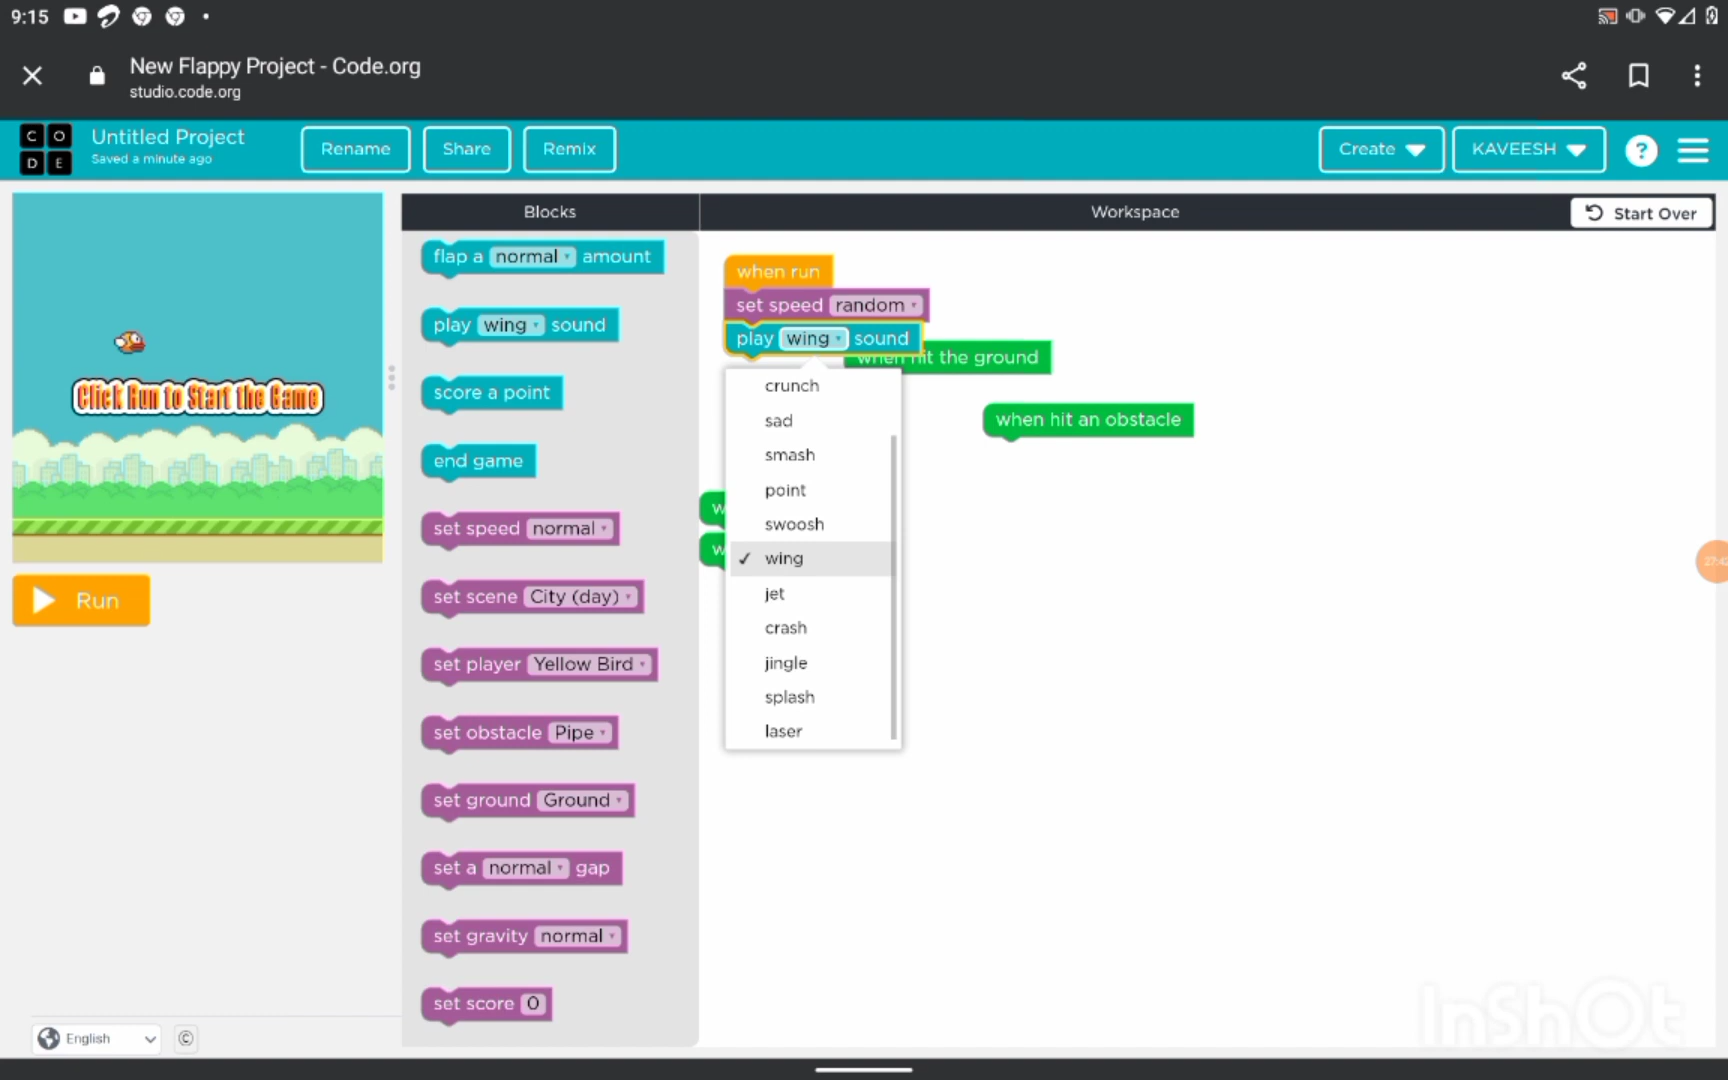 9:15
New Flappy Project - Code.org
studio.code.org
C O
D E
Untitled Project
Saved a minute ago
Rename
Share
Remix
Create
KAVEESH
?
Click Run to Start the Game
Run
English
©
Blocks
flap a normal amount
play wing sound
score a point
end game
set speed normal
set scene City (day)
set player Yellow Bird
set obstacle Pipe
set ground Ground
set a normal gap
set gravity normal
set score 0
Workspace
Start Over
when run
set speed random
play wing sound
when hit the ground
when hit an obstacle
w
w
crunch
sad
smash
point
swoosh
✓ wing
jet
crash
jingle
splash
laser
27:42
InShOt